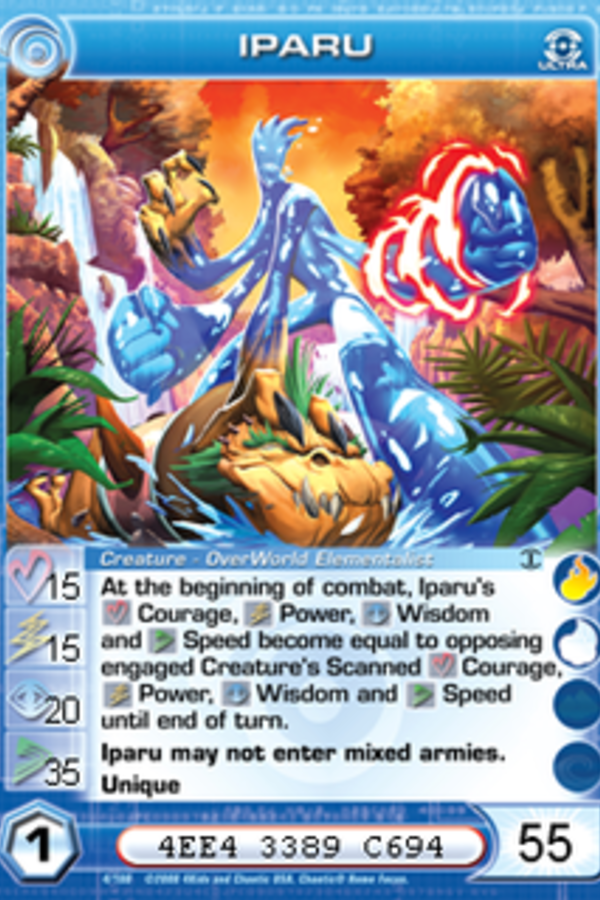 IPARU
ULTRA
Creature - OverWorld Elementalist
15
15
20
35
At the beginning of combat, Iparu's
Courage, Power, Wisdom
and Speed become equal to opposing
engaged Creature's Scanned Courage,
Power, Wisdom and Speed
until end of turn.
Iparu may not enter mixed armies.
Unique
1
4EE4 3389 C694
55